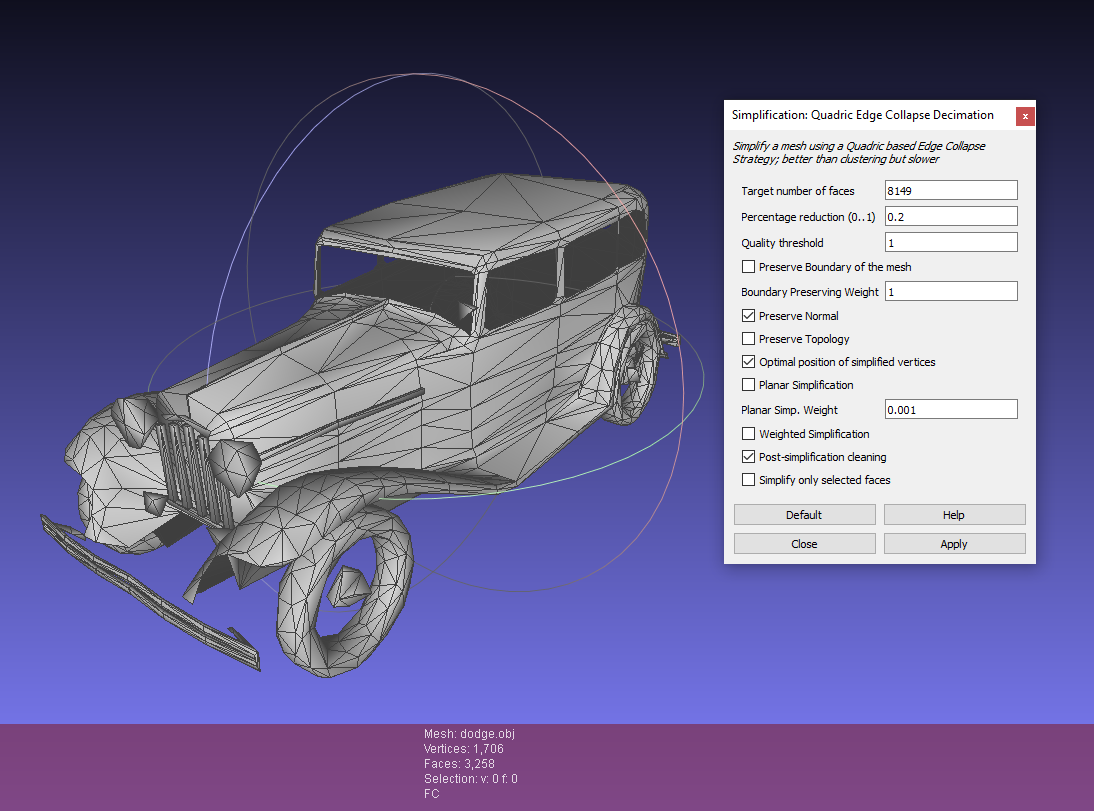 Simplification: Quadric Edge Collapse Decimation
x
Simplify a mesh using a Quadric based Edge Collapse
Strategy; better than clustering but slower
Target number of faces 8149
Percentage reduction (0..1) 0.2
Quality threshold 1
Preserve Boundary of the mesh
Boundary Preserving Weight 1
Preserve Normal
Preserve Topology
Optimal position of simplified vertices
Planar Simplification
Planar Simp. Weight 0.001
Weighted Simplification
Post-simplification cleaning
Simplify only selected faces
Default Help
Close Apply
Mesh: dodge.obj
Vertices: 1,706
Faces: 3,258
Selection: v: 0 f: 0
FC